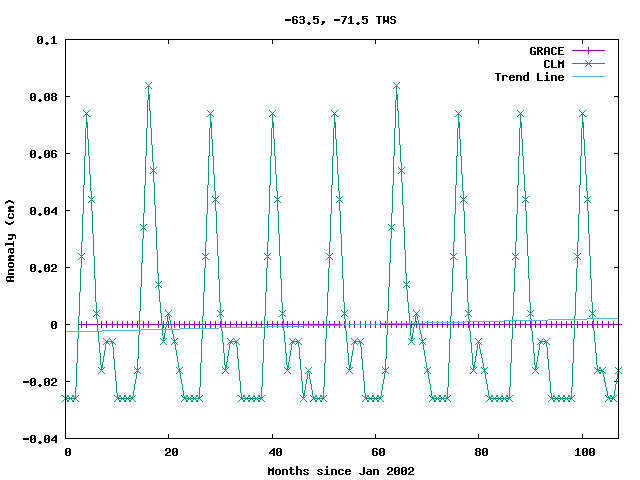 -63.5, -71.5 TWS
GRACE
CLM
Trend Line
0.1
0.08
0.06
0.04
0.02
0
-0.02
-0.04
Anomaly (cm)
0 20 40 60 80 100
Months since Jan 2002